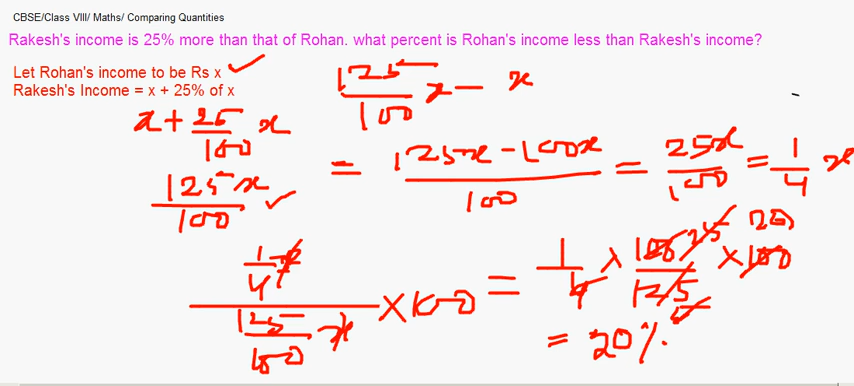 CBSE/Class VIII/ Maths/ Comparing Quantities
Rakesh's income is 25% more than that of Rohan. what percent is Rohan's income less than Rakesh's income?
Let Rohan's income to be Rs x ✓
Rakesh's Income = x + 25% of x
x + 25/100 x
125x/100 ✓
125/100 x - x
= 125x - 100x / 100 = 25x/100 = 1/4 x
1/4 x / 125/100 x × 100 = 1/4 × 100 25/125 5 × 100 20
= 20%.